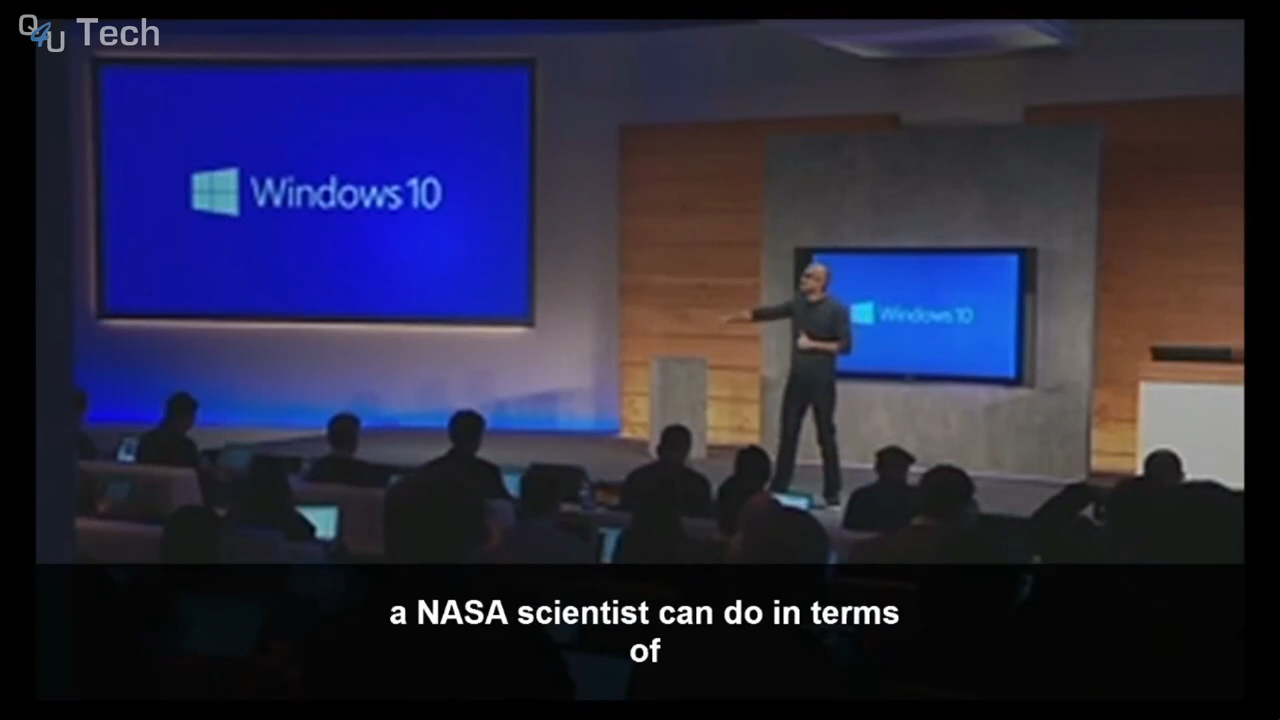 Q4U Tech
Windows 10
Windows 10
a NASA scientist can do in terms
of